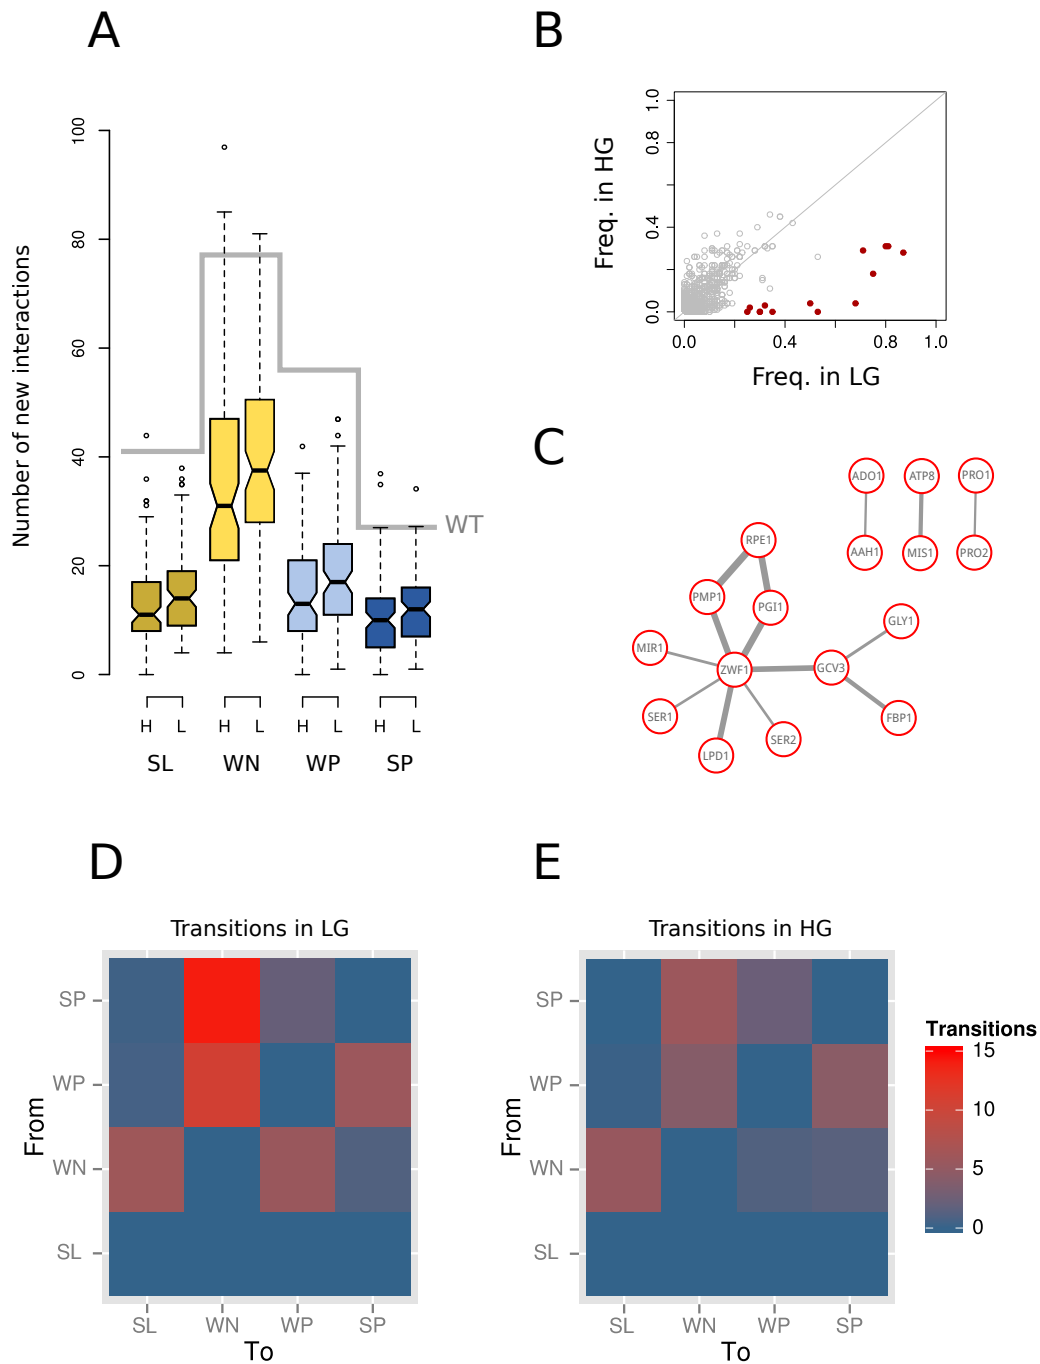 A
Number of new interactions
100
80
60
40
20
0
WT
H L H L H L H L
SL WN WP SP
B
Freq. in HG
1.0
0.8
0.4
0.0
0.0 0.4 0.8 1.0
Freq. in LG
C
ADO1 ATP8 PRO1
AAH1 MIS1 PRO2
RPE1
PMP1 PGI1
GLY1
MIR1 ZWF1 GCV3
SER1 FBP1
LPD1 SER2
D
Transitions in LG
From
SP
WP
WN
SL
SL WN WP SP
To
E
Transitions in HG
From
SP
WP
WN
SL
SL WN WP SP
To
Transitions
15
10
5
0